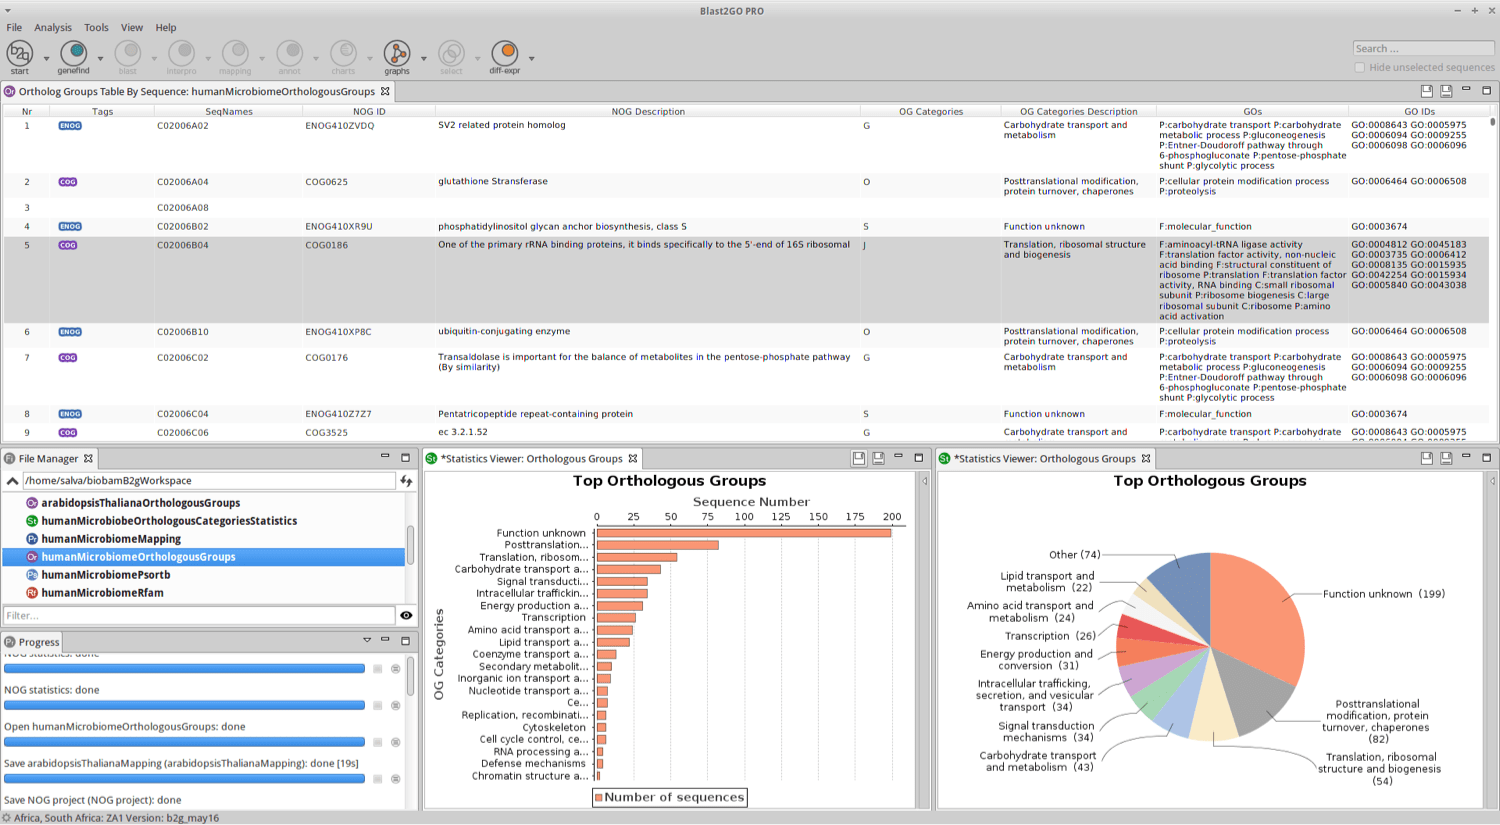 Blast2GO PRO
File Analysis Tools View Help
start genefind blast interpro mapping annot charts graphs select diff-expr
Search ...
Hide unselected sequences
Ortholog Groups Table By Sequence: humanMicrobiomeOrthologousGroups
Nr Tags SeqNames NOG ID NOG Description OG Categories OG Categories Description GOs GO IDs
1 ENOG C02006A02 ENOG410ZVDQ SV2 related protein homolog G Carbohydrate transport and P:carbohydrate transport P:carbohydrate GO:0008643 GO:0005975
metabolism metabolic process P:gluconeogenesis GO:0006094 GO:0009255
P:Entner-Doudoroff pathway through GO:0006098 GO:0006096
6-phosphogluconate P:pentose-phosphate
shunt P:glycolytic process
2 COG C02006A04 COG0625 glutathione Stransferase O Posttranslational modification, P:cellular protein modification process GO:0006464 GO:0006508
protein turnover, chaperones P:proteolysis
3 C02006A08
4 ENOG C02006B02 ENOG410XR9U phosphatidylinositol glycan anchor biosynthesis, class S S Function unknown F:molecular_function GO:0003674
5 COG C02006B04 COG0186 One of the primary rRNA binding proteins, it binds specifically to the 5'-end of 16S ribosomal J Translation, ribosomal structure F:aminoacyl-tRNA ligase activity GO:0004812 GO:0045183
and biogenesis F:translation factor activity, non-nucleic GO:0003735 GO:0006412
acid binding F:structural constituent of GO:0008135 GO:0015935
ribosome P:translation F:translation factor GO:0042254 GO:0015934
activity, RNA binding C:small ribosomal GO:0005840 GO:0043038
subunit P:ribosome biogenesis C:large
ribosomal subunit C:ribosome P:amino
acid activation
6 ENOG C02006B10 ENOG410XP8C ubiquitin-conjugating enzyme O Posttranslational modification, P:cellular protein modification process GO:0006464 GO:0006508
protein turnover, chaperones P:proteolysis
7 COG C02006C02 COG0176 Transaldolase is important for the balance of metabolites in the pentose-phosphate pathway G Carbohydrate transport and P:carbohydrate transport P:carbohydrate GO:0008643 GO:0005975
(By similarity) metabolism metabolic process P:gluconeogenesis GO:0006094 GO:0009255
P:Entner-Doudoroff pathway through GO:0006098 GO:0006096
6-phosphogluconate P:pentose-phosphate
shunt P:glycolytic process
8 ENOG C02006C04 ENOG410Z7Z7 Pentatricopeptide repeat-containing protein S Function unknown F:molecular_function GO:0003674
9 COG C02006C06 COG3525 ec 3.2.1.52 G Carbohydrate transport and P:carbohydrate transport P:carbohydrate GO:0008643 GO:0005975
File Manager
/home/salva/biobamB2gWorkspace
arabidopsisThalianaOrthologousGroups
humanMicrobiobeOrthologousCategoriesStatistics
humanMicrobiomeMapping
humanMicrobiomeOrthologousGroups
humanMicrobiomePsortb
humanMicrobiomeRfam
Filter...
Progress
NOG statistics: done
NOG statistics: done
Open humanMicrobiomeOrthologousGroups: done
Save arabidopsisThalianaMapping (arabidopsisThalianaMapping): done [19s]
Save NOG project (NOG project): done
*Statistics Viewer: Orthologous Groups
Top Orthologous Groups
Sequence Number
0 25 50 75 100 125 150 175 200
OG Categories
Function unknown
Posttranslation...
Translation, ribosom...
Carbohydrate transport a...
Signal transducti...
Intracellular traffickin...
Energy production a...
Transcription
Amino acid transport a...
Lipid transport a...
Coenzyme transport a...
Secondary metabolit...
Inorganic ion transport a...
Nucleotide transport a...
Ce...
Replication, recombinati...
Cytoskeleton
Cell cycle control, ce...
RNA processing a...
Defense mechanisms
Chromatin structure a...
Number of sequences
*Statistics Viewer: Orthologous Groups
Top Orthologous Groups
Other (74)
Lipid transport and
metabolism (22)
Amino acid transport and
metabolism (24)
Transcription (26)
Energy production and
conversion (31)
Intracellular trafficking,
secretion, and vesicular
transport (34)
Signal transduction
mechanisms (34)
Carbohydrate transport
and metabolism (43)
Function unknown (199)
Posttranslational
modification, protein
turnover, chaperones
(82)
Translation, ribosomal
structure and biogenesis
(54)
Africa, South Africa: ZA1 Version: b2g_may16